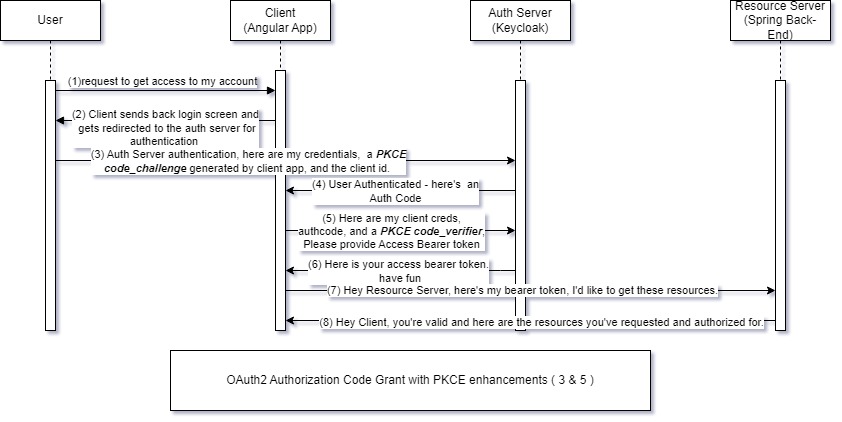 User
Client
(Angular App)
Auth Server
(Keycloak)
Resource Server
(Spring Back-
End)
(1)request to get access to my account
(2) Client sends back login screen and
gets redirected to the auth server for
authentication
(3) Auth Server authentication, here are my credentials, a PKCE
code_challenge generated by client app, and the client id.
(4) User Authenticated - here's an
Auth Code
(5) Here are my client creds,
authcode, and a PKCE code_verifier,
Please provide Access Bearer token
(6) Here is your access bearer token.
have fun
(7) Hey Resource Server, here's my bearer token, I'd like to get these resources.
(8) Hey Client, you're valid and here are the resources you've requested and authorized for.
OAuth2 Authorization Code Grant with PKCE enhancements ( 3 & 5 )